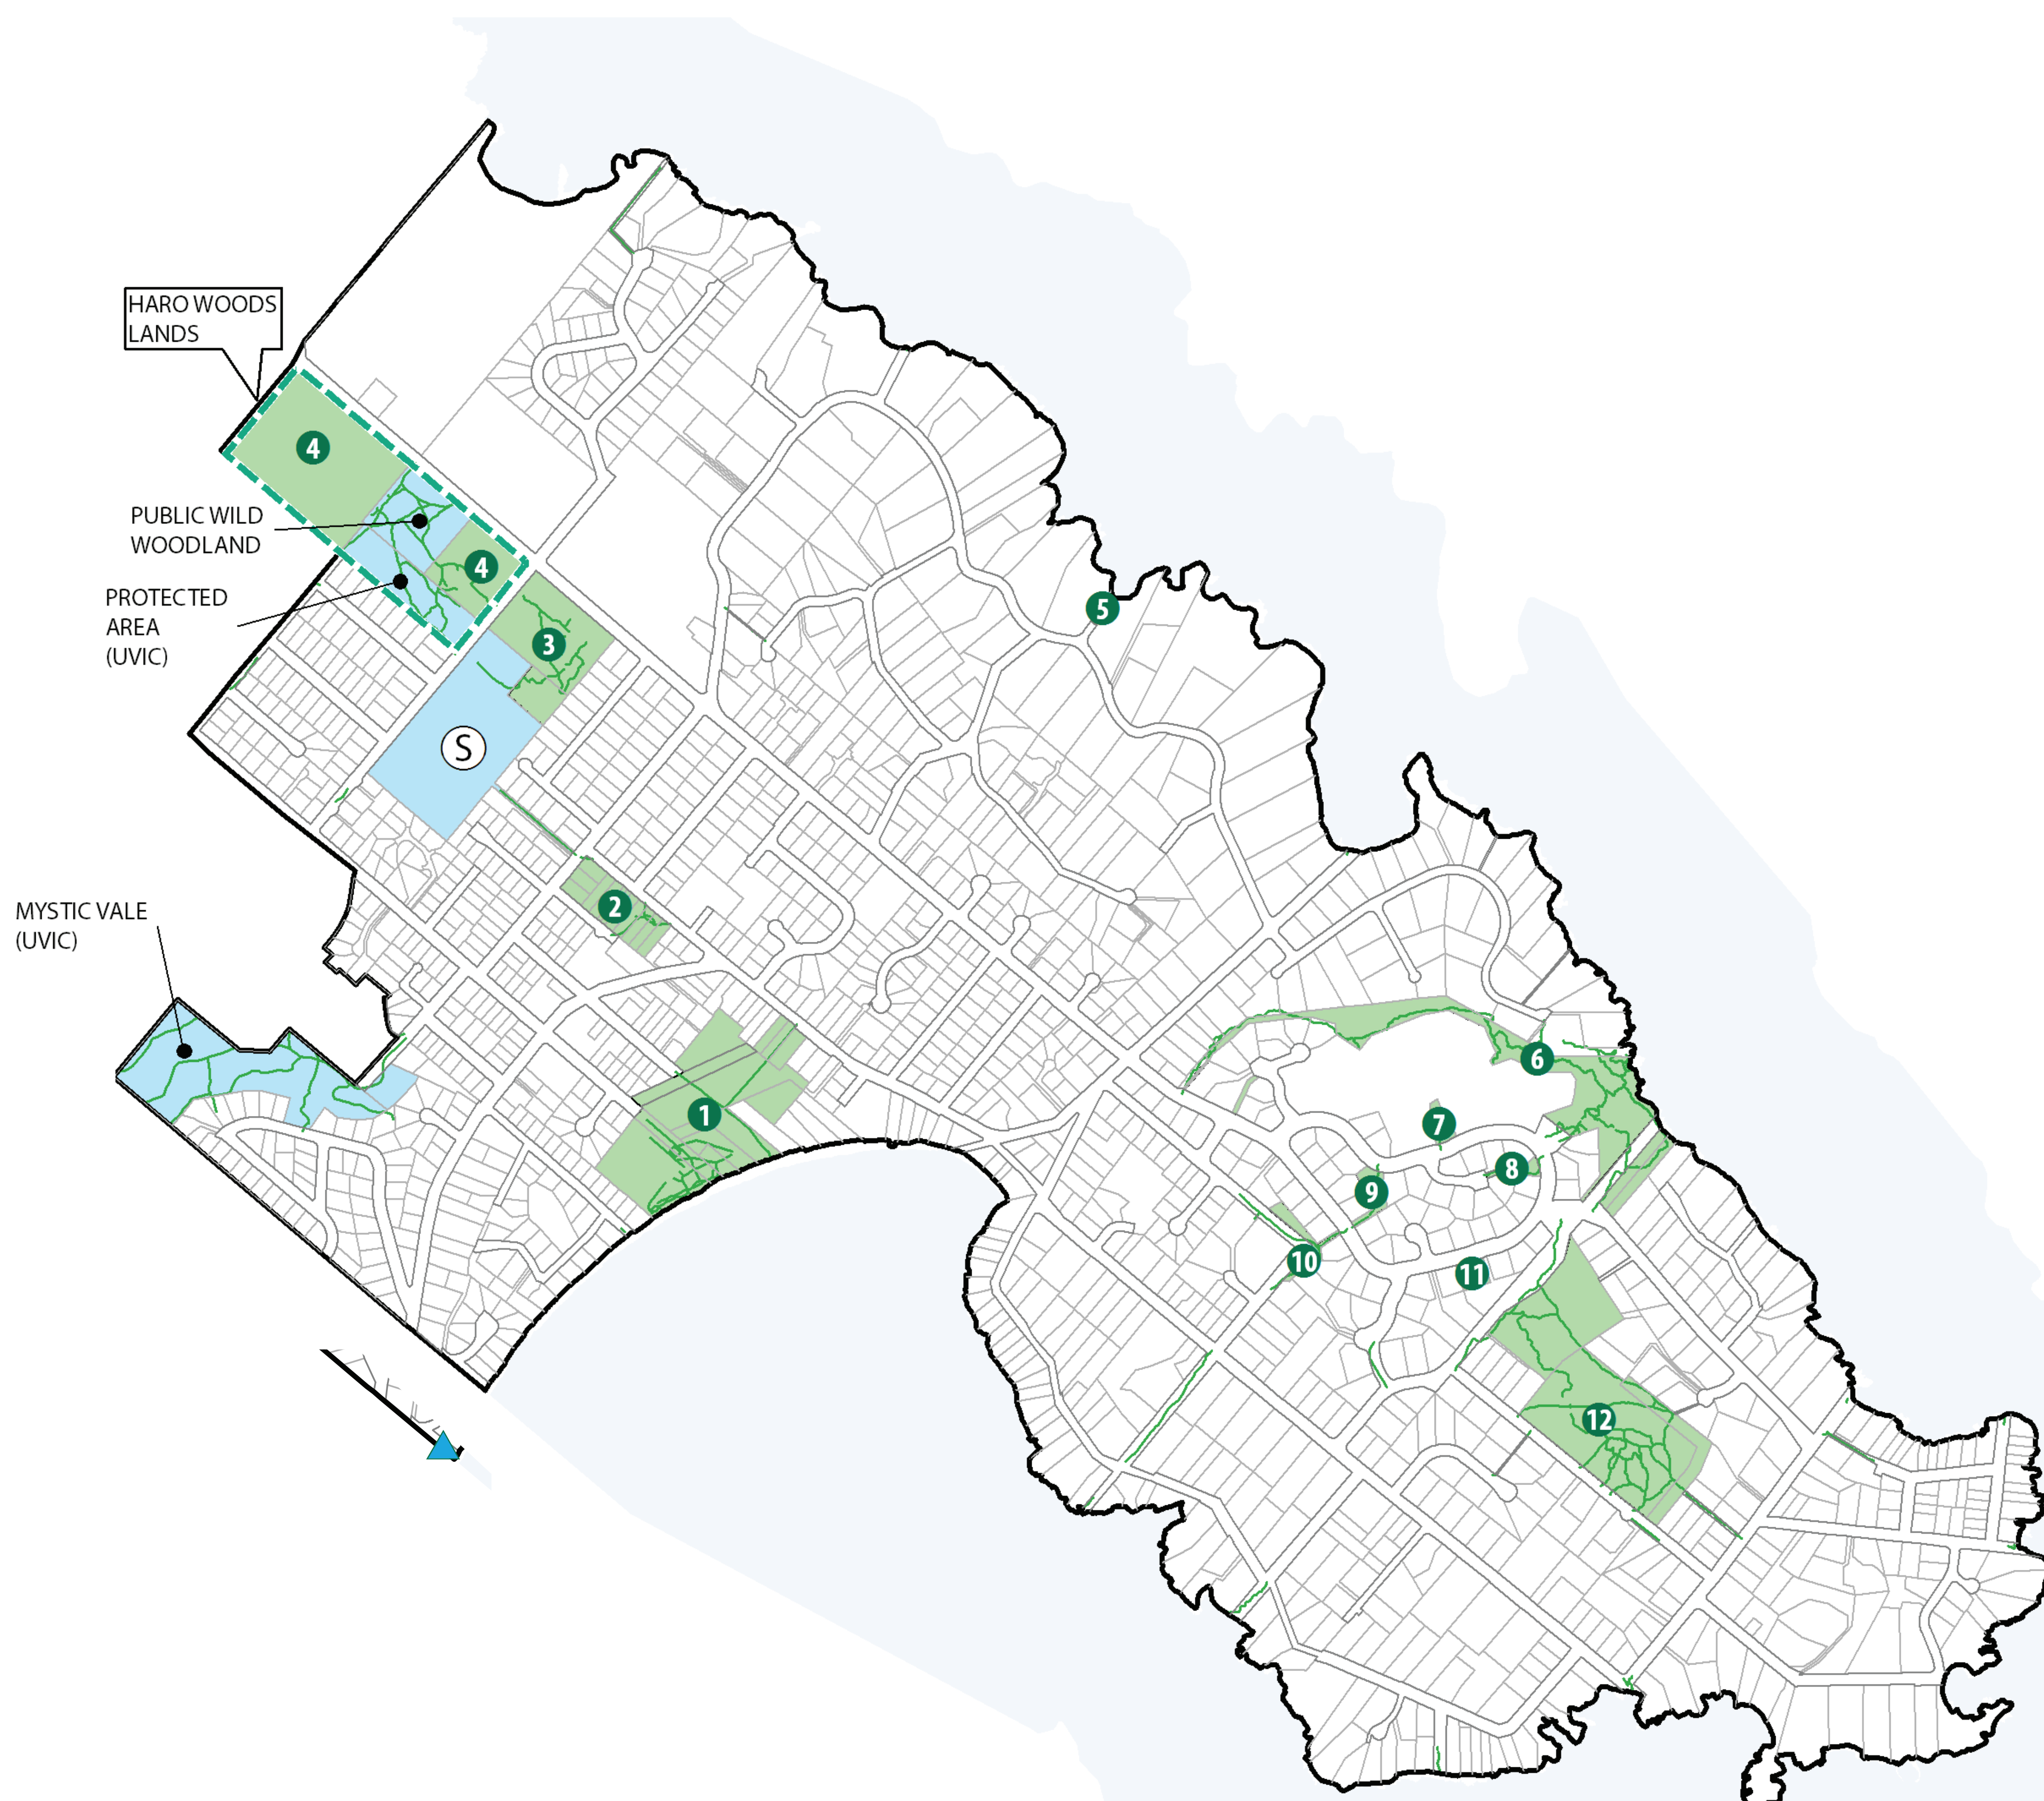 HARO WOODS
LANDS
4
PUBLIC WILD
WOODLAND
4
PROTECTED
AREA
(UVIC)
5
3
S
2
MYSTIC VALE
(UVIC)
6
1
7
8
9
10
11
12